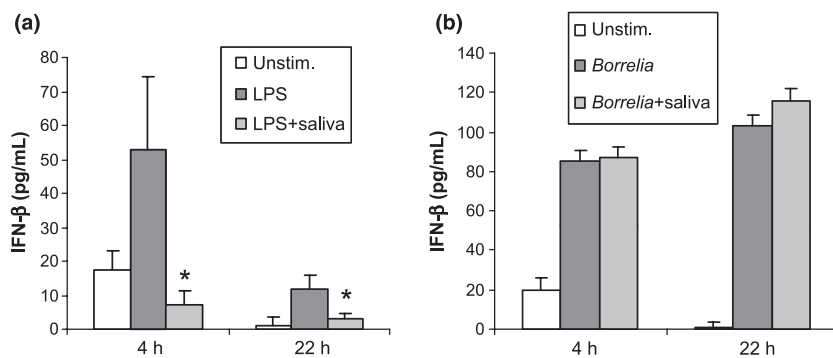 (a)
80
70
60
50
40
30
20
10
0
IFN-β (pg/mL)
Unstim.
LPS
LPS+saliva
*
*
4 h
22 h
(b)
140
120
100
80
60
40
20
0
IFN-β (pg/mL)
Unstim.
Borrelia
Borrelia+saliva
4 h
22 h